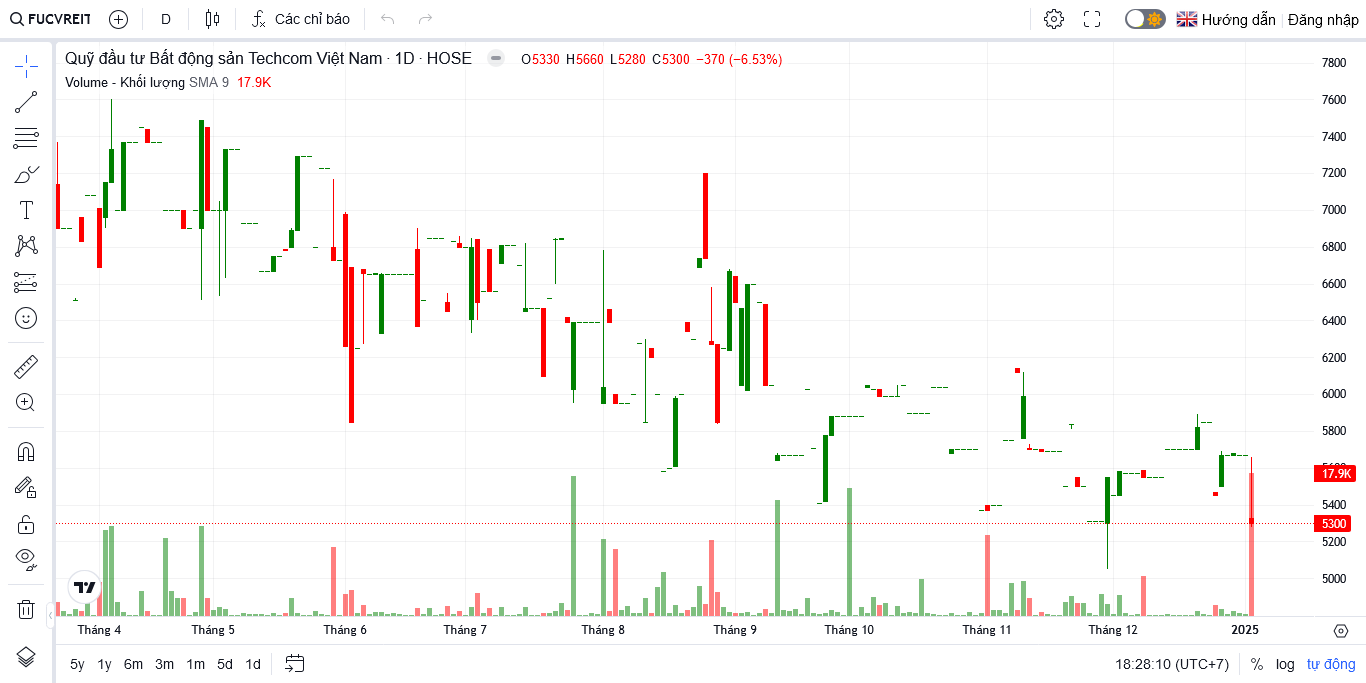 FUCVREIT D Các chỉ báo Hướng dẫn Đăng nhập
Quỹ đầu tư Bất động sản Techcom Việt Nam · 1D · HOSE O5330 H5660 L5280 C5300 −370 (−6.53%)
Volume - Khối lượng SMA 9 17.9K
7800
7600
7400
7200
7000
6800
6600
6400
6200
6000
5800
5600
17.9K
5400
5300
5200
5000
Tháng 4 Tháng 5 Tháng 6 Tháng 7 Tháng 8 Tháng 9 Tháng 10 Tháng 11 Tháng 12 2025
5y 1y 6m 3m 1m 5d 1d 18:28:10 (UTC+7) % log tự động